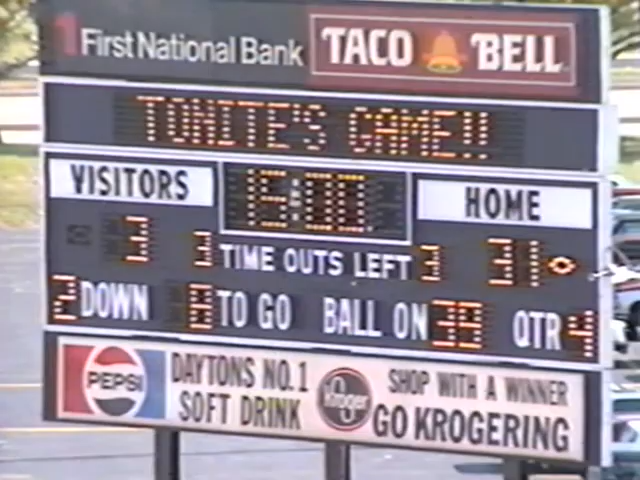 1 First National Bank TACO BELL
TONITE'S GAME!!
VISITORS 15:00 HOME
3 3 TIME OUTS LEFT 3 31
2 DOWN 8 TO GO BALL ON 39 QTR 4
PEPSI DAYTONS NO.1 Kroger SHOP WITH A WINNER
SOFT DRINK GO KROGERING